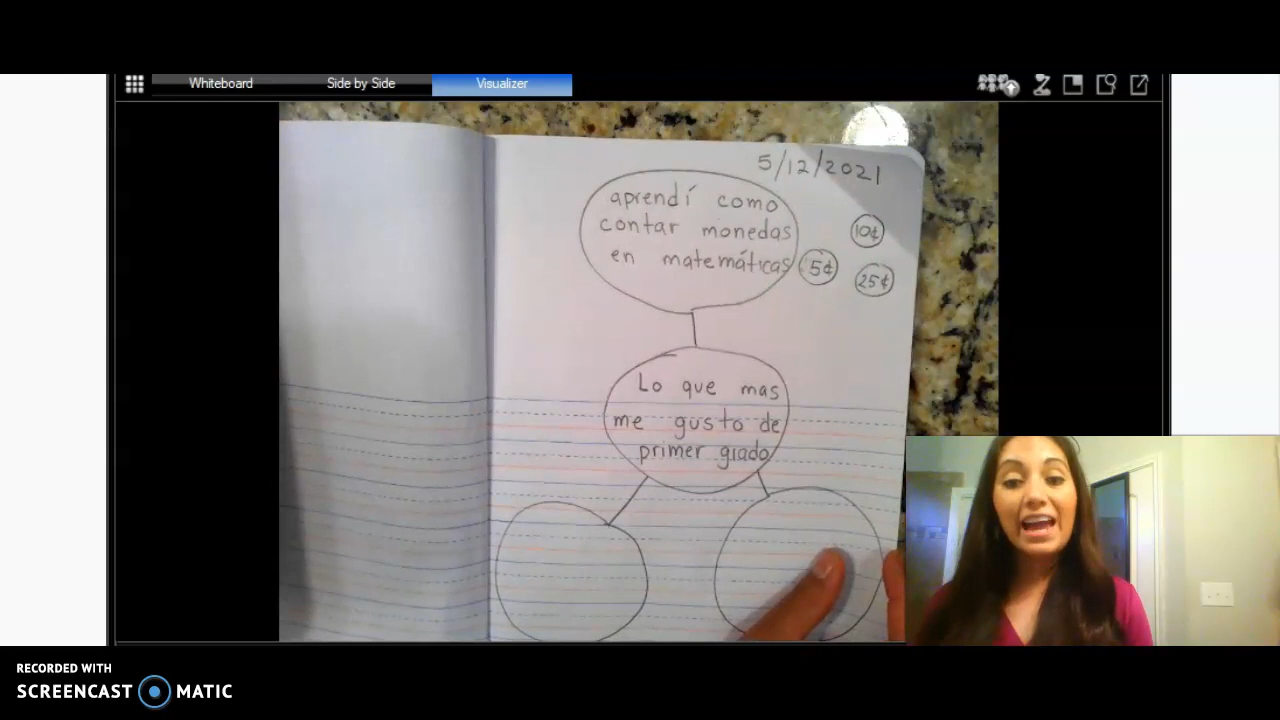 Whiteboard Side by Side Visualizer
5/12/2021
aprendí como
contar monedas
en matemáticas
10¢
5¢
25¢
Lo que mas
me gusto de
primer grado
RECORDED WITH
SCREENCAST MATIC